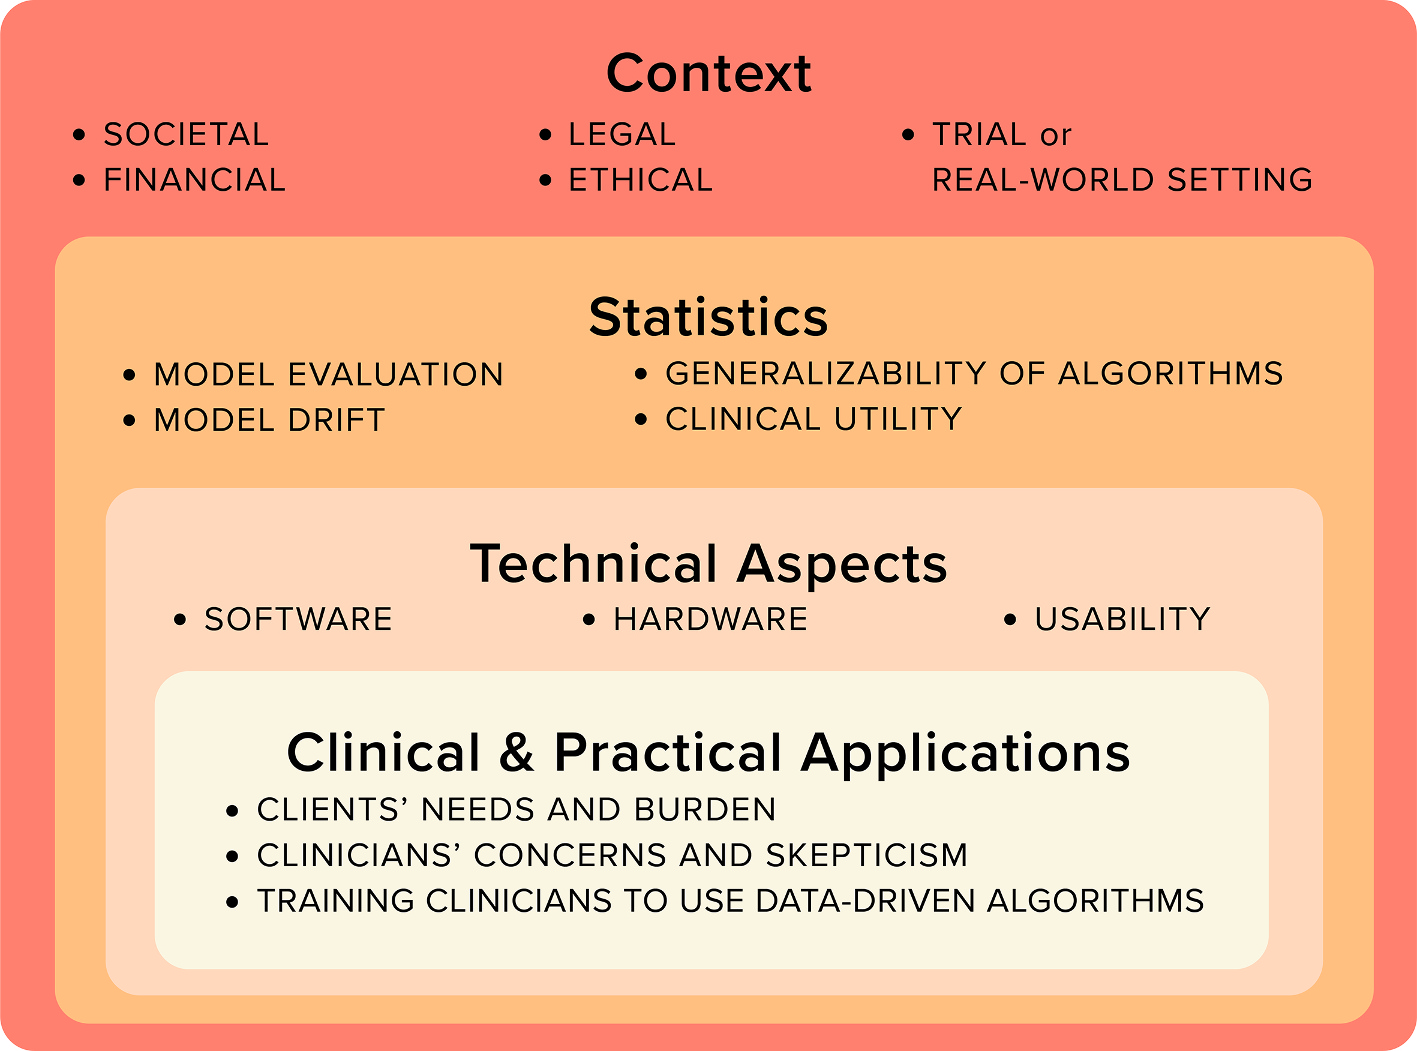 Context
• SOCIETAL
• FINANCIAL
• LEGAL
• ETHICAL
• TRIAL or
REAL-WORLD SETTING
Statistics
• MODEL EVALUATION
• MODEL DRIFT
• GENERALIZABILITY OF ALGORITHMS
• CLINICAL UTILITY
Technical Aspects
• SOFTWARE
• HARDWARE
• USABILITY
Clinical & Practical Applications
• CLIENTS’ NEEDS AND BURDEN
• CLINICIANS’ CONCERNS AND SKEPTICISM
• TRAINING CLINICIANS TO USE DATA-DRIVEN ALGORITHMS